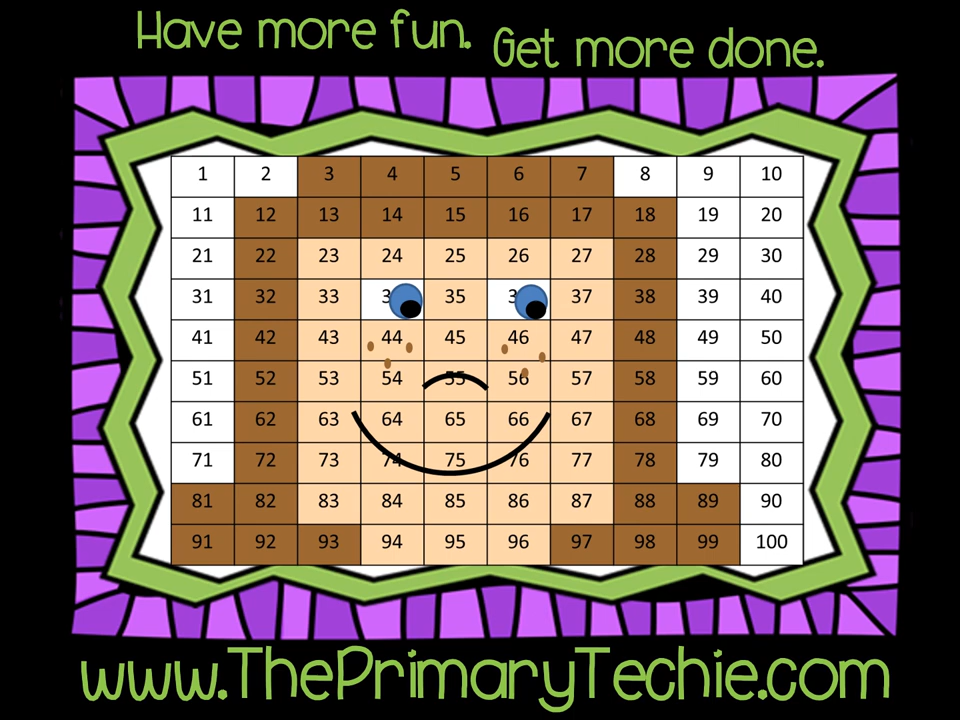 Have more fun. Get more done.
1 2 3 4 5 6 7 8 9 10
11 12 13 14 15 16 17 18 19 20
21 22 23 24 25 26 27 28 29 30
31 32 33 3 35 3 37 38 39 40
41 42 43 44 45 46 47 48 49 50
51 52 53 54 55 56 57 58 59 60
61 62 63 64 65 66 67 68 69 70
71 72 73 74 75 76 77 78 79 80
81 82 83 84 85 86 87 88 89 90
91 92 93 94 95 96 97 98 99 100
www.ThePrimaryTechie.com